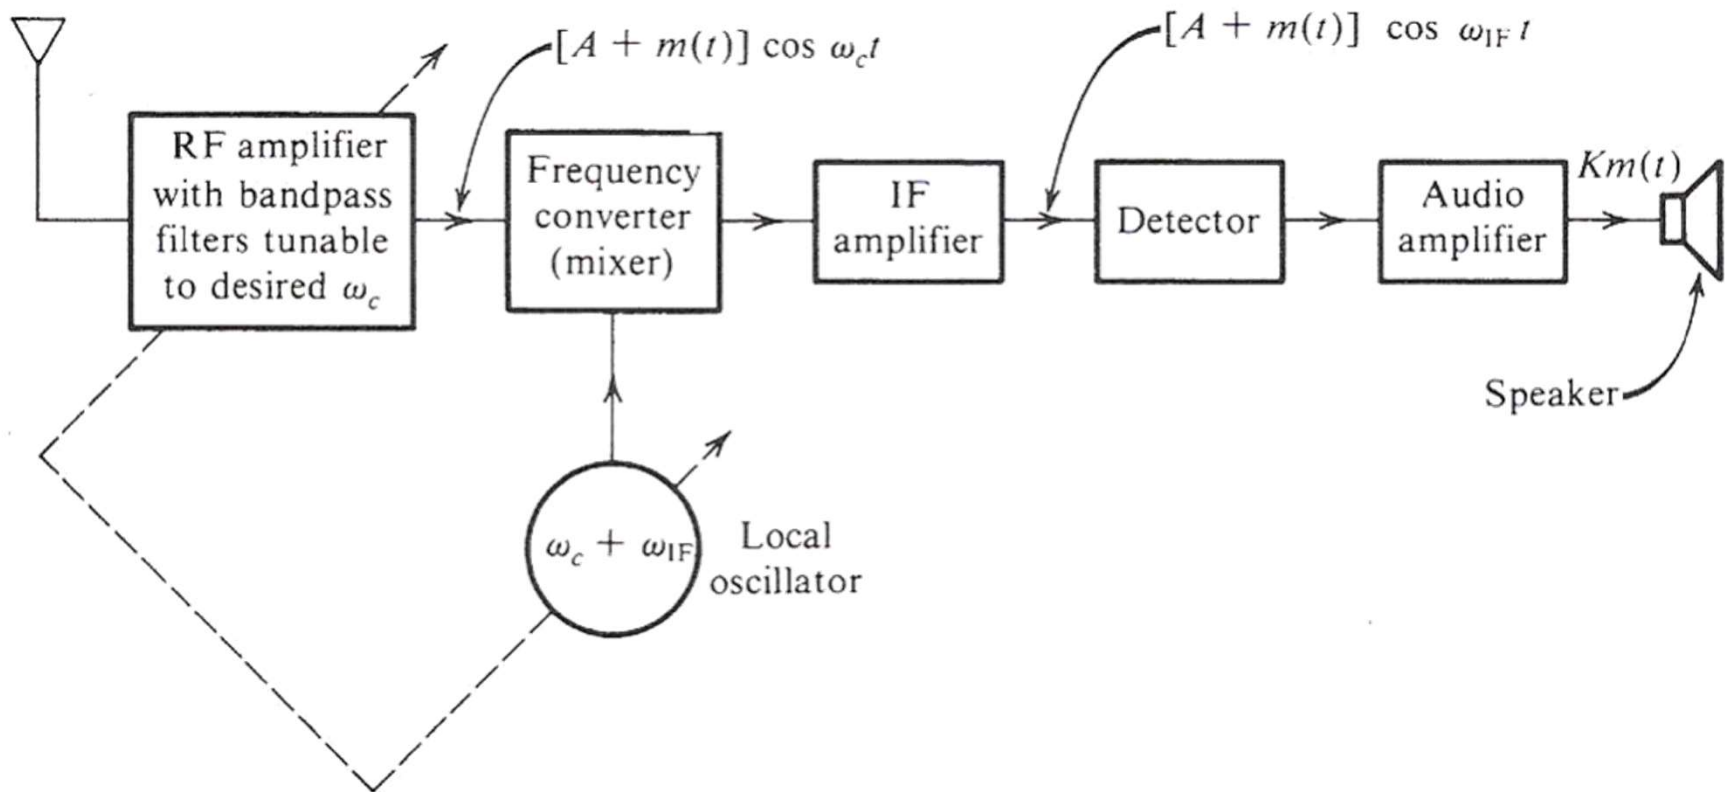 [A + m(t)] cos ω_c t
[A + m(t)] cos ω_IF t
RF amplifier
with bandpass
filters tunable
to desired ω_c
Frequency
converter
(mixer)
IF
amplifier
Detector
Audio
amplifier
Km(t)
Speaker
ω_c + ω_IF
Local
oscillator